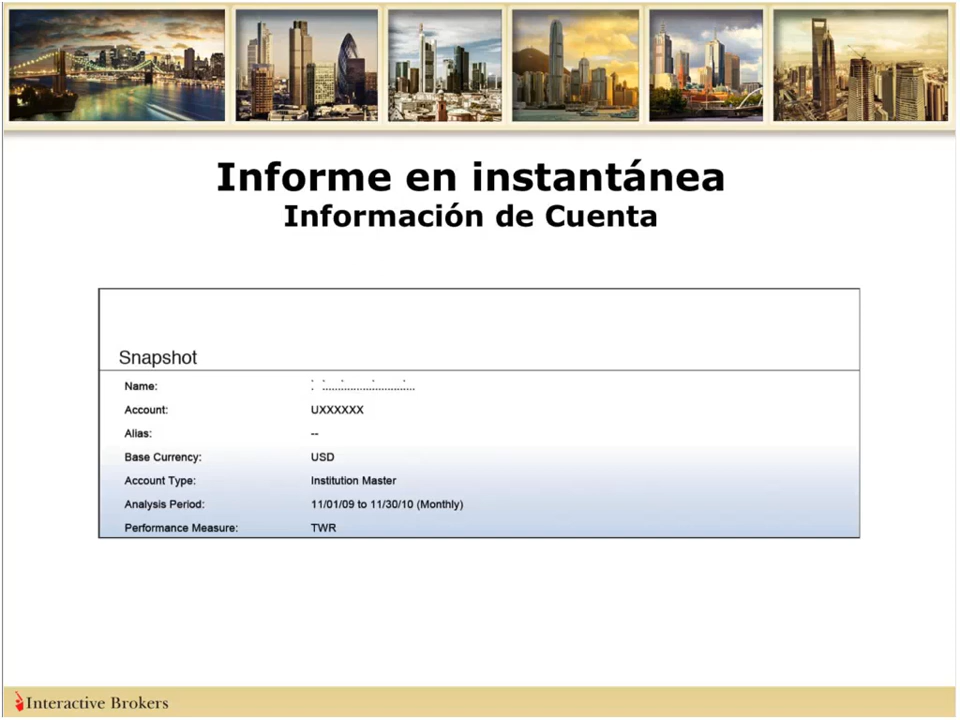 Informe en instantánea
Información de Cuenta
Snapshot
Name:
Account: UXXXXXX
Alias: --
Base Currency: USD
Account Type: Institution Master
Analysis Period: 11/01/09 to 11/30/10 (Monthly)
Performance Measure: TWR
Interactive Brokers